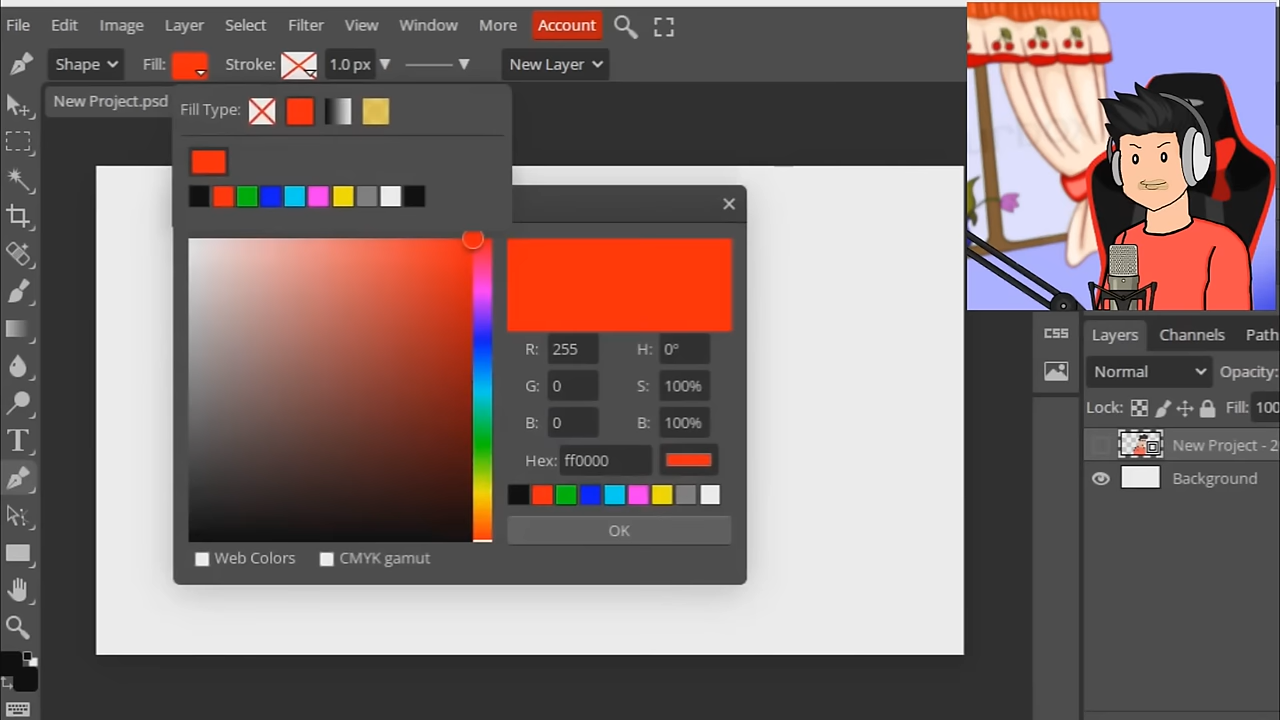 File Edit Image Layer Select Filter View Window More Account
Shape Fill: Stroke: 1.0 px New Layer
New Project.psd
Fill Type:
R: 255 H: 0°
G: 0 S: 100%
B: 0 B: 100%
Hex: ff0000
OK
Web Colors CMYK gamut
CSS Layers Channels Path
Normal Opacity:
Lock: Fill: 100
New Project - 2
Background